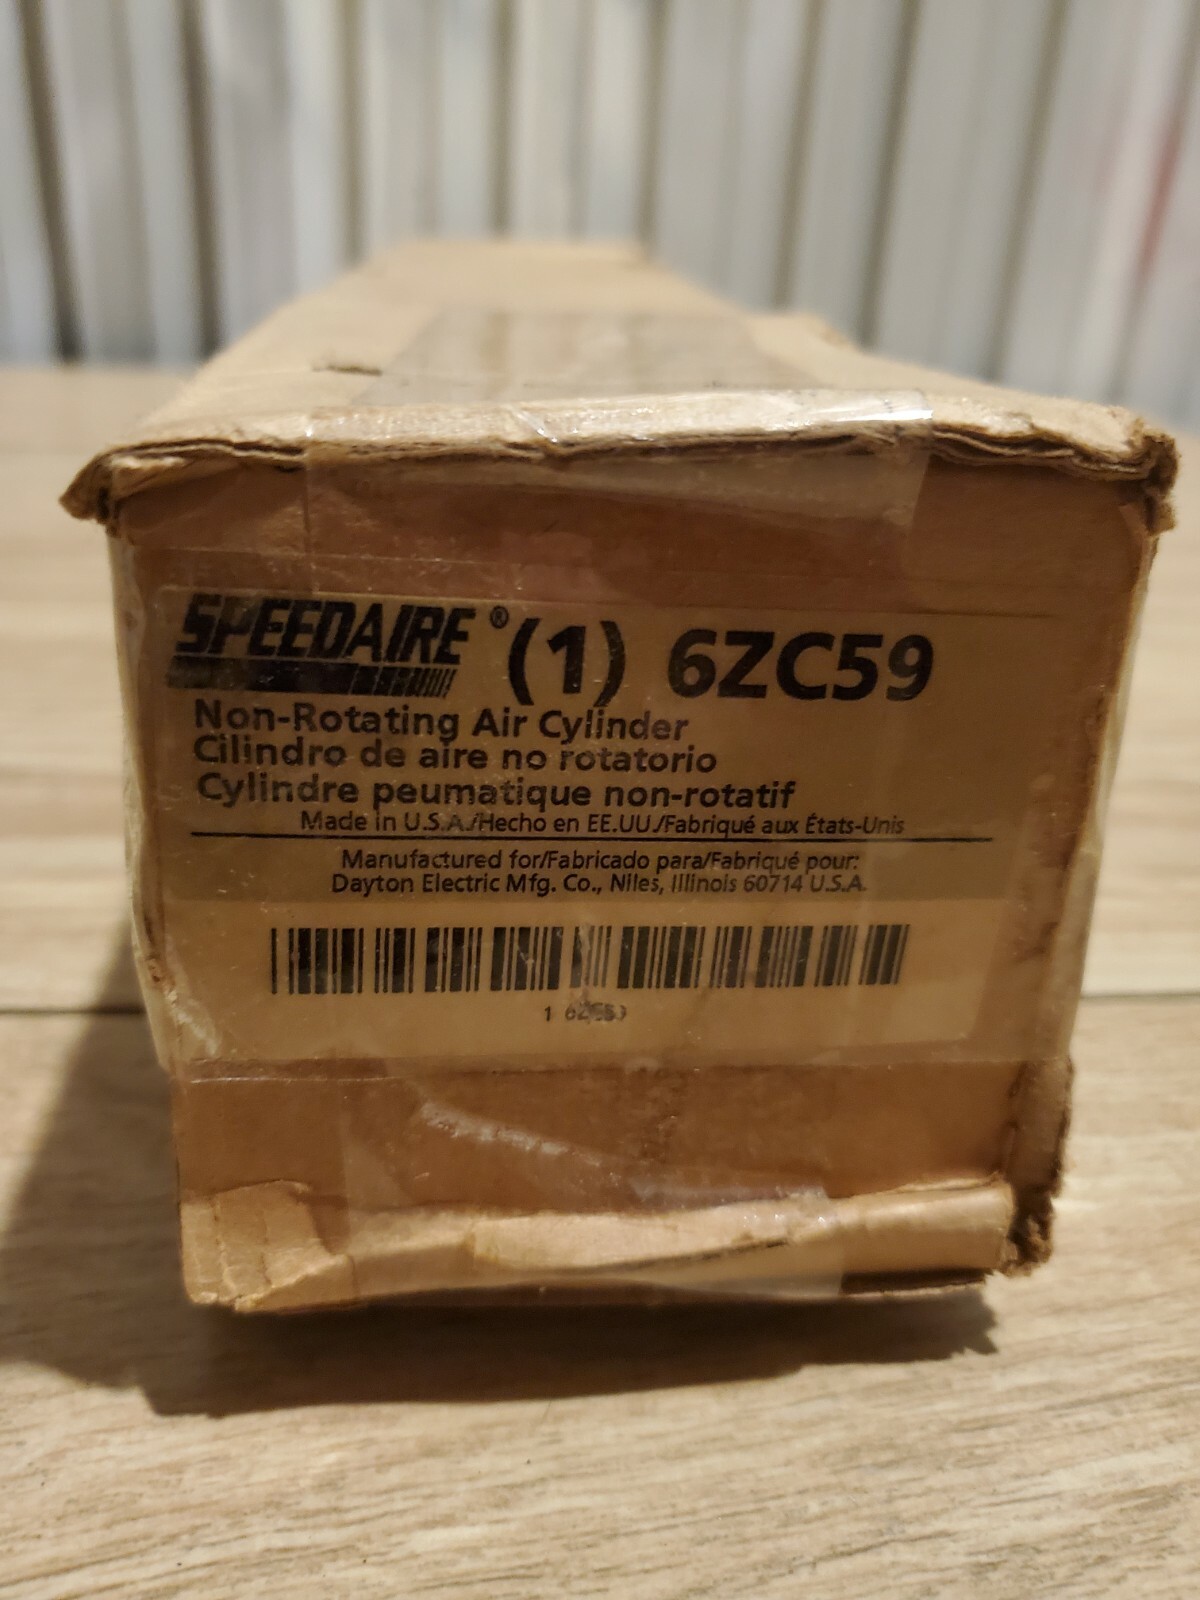 SPEEDAIRE® (1) 6ZC59
Non-Rotating Air Cylinder
Cilindro de aire no rotatorio
Cylindre peumatique non-rotatif
Made in U.S.A./Hecho en EE.UU./Fabriqué aux États-Unis
Manufactured for/Fabricado para/Fabriqué pour:
Dayton Electric Mfg. Co., Niles, Illinois 60714 U.S.A.
1